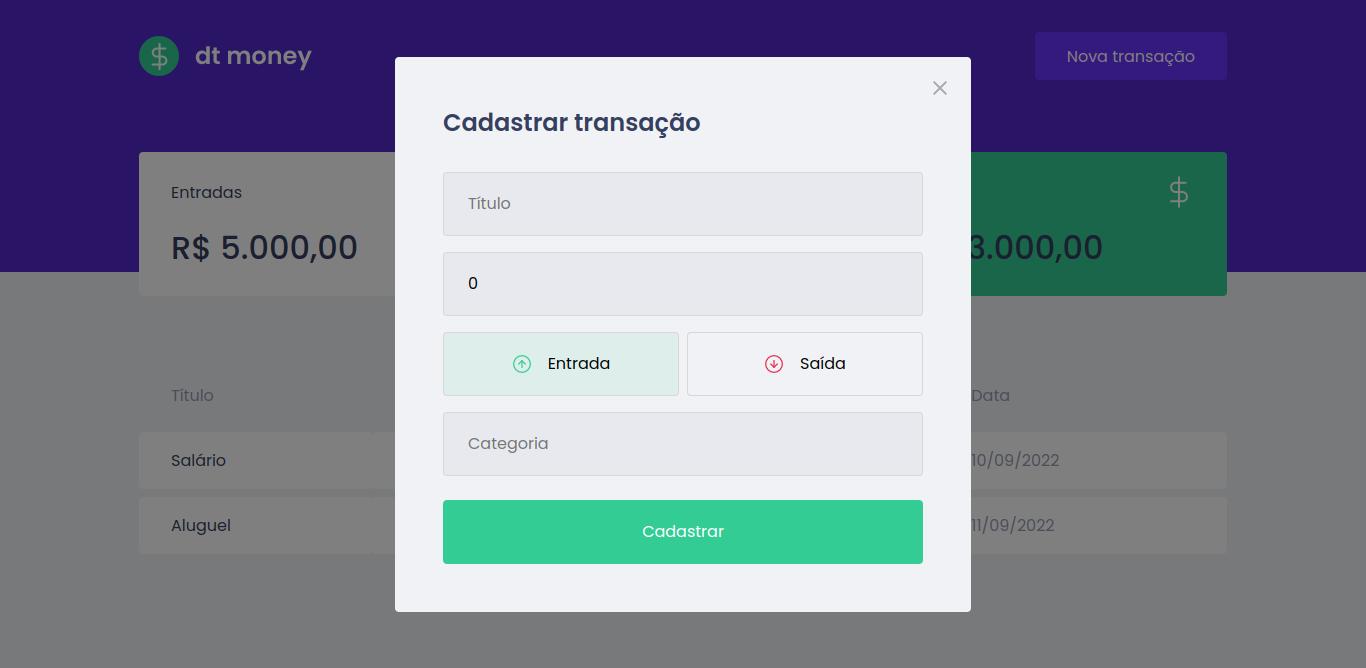 dt money
Nova transação
Cadastrar transação
Entradas
R$ 5.000,00
3.000,00
Título
0
Entrada
Saída
Categoria
Cadastrar
Título
Data
Salário
10/09/2022
Aluguel
11/09/2022